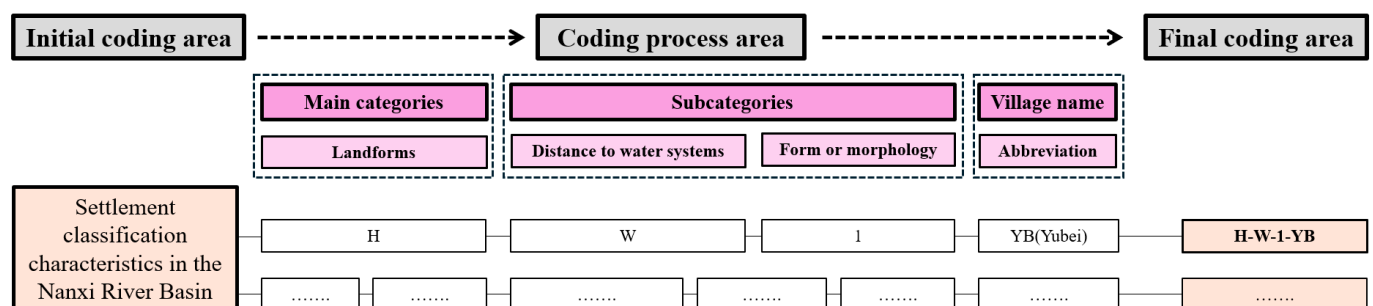 Initial coding area
Coding process area
Final coding area
Main categories
Subcategories
Village name
Landforms
Distance to water systems
Form or morphology
Abbreviation
Settlement
classification
characteristics in the
Nanxi River Basin
H
W
1
YB(Yubei)
H-W-1-YB
.......
.......
.......
.......
.......
.......
.......